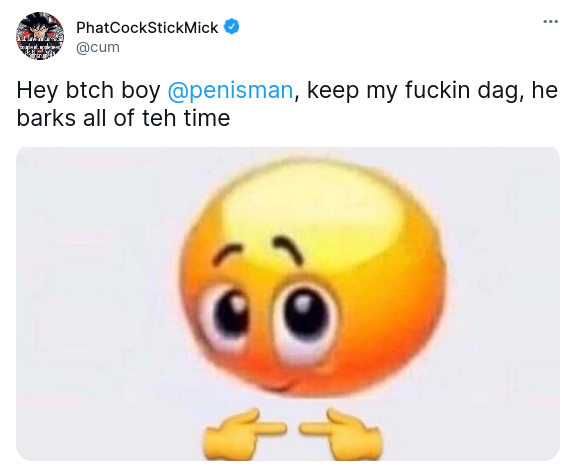 PhatCockStickMick
@cum
Hey btch boy @penisman, keep my fuckin dag, he
barks all of teh time